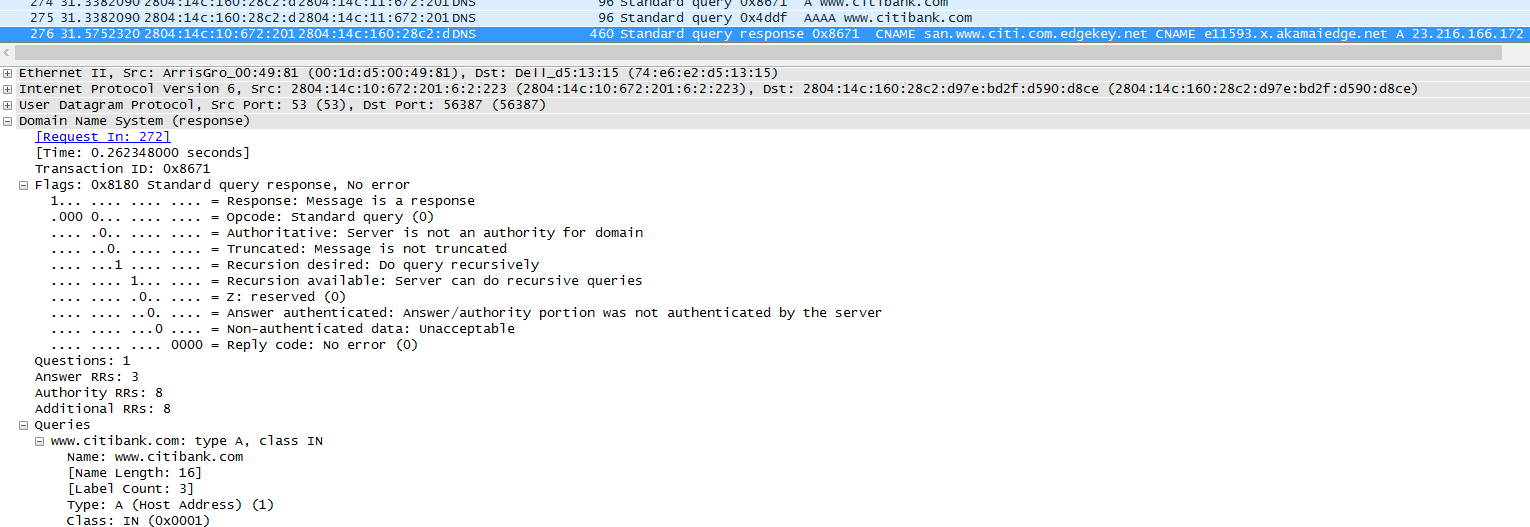 274 31.3382090 2804:14c:160:28c2:d 2804:14c:11:672:201 DNS 96 Standard query 0x8671 A www.citibank.com
275 31.3382090 2804:14c:160:28c2:d 2804:14c:11:672:201 DNS 96 Standard query 0x4ddf AAAA www.citibank.com
276 31.5752320 2804:14c:10:672:201 2804:14c:160:28c2:d DNS 460 Standard query response 0x8671 CNAME san.www.citi.com.edgekey.net CNAME e11593.x.akamaiedge.net A 23.216.166.172
Ethernet II, Src: ArrisGro_00:49:81 (00:1d:d5:00:49:81), Dst: Dell_d5:13:15 (74:e6:e2:d5:13:15)
Internet Protocol Version 6, Src: 2804:14c:10:672:201:6:2:223 (2804:14c:10:672:201:6:2:223), Dst: 2804:14c:160:28c2:d97e:bd2f:d590:d8ce (2804:14c:160:28c2:d97e:bd2f:d590:d8ce)
User Datagram Protocol, Src Port: 53 (53), Dst Port: 56387 (56387)
Domain Name System (response)
[Request In: 272]
[Time: 0.262348000 seconds]
Transaction ID: 0x8671
Flags: 0x8180 Standard query response, No error
1... .... .... .... = Response: Message is a response
.000 0... .... .... = Opcode: Standard query (0)
.... .0.. .... .... = Authoritative: Server is not an authority for domain
.... ..0. .... .... = Truncated: Message is not truncated
.... ...1 .... .... = Recursion desired: Do query recursively
.... .... 1... .... = Recursion available: Server can do recursive queries
.... .... .0.. .... = Z: reserved (0)
.... .... ..0. .... = Answer authenticated: Answer/authority portion was not authenticated by the server
.... .... ...0 .... = Non-authenticated data: Unacceptable
.... .... .... 0000 = Reply code: No error (0)
Questions: 1
Answer RRs: 3
Authority RRs: 8
Additional RRs: 8
Queries
www.citibank.com: type A, class IN
Name: www.citibank.com
[Name Length: 16]
[Label Count: 3]
Type: A (Host Address) (1)
Class: IN (0x0001)